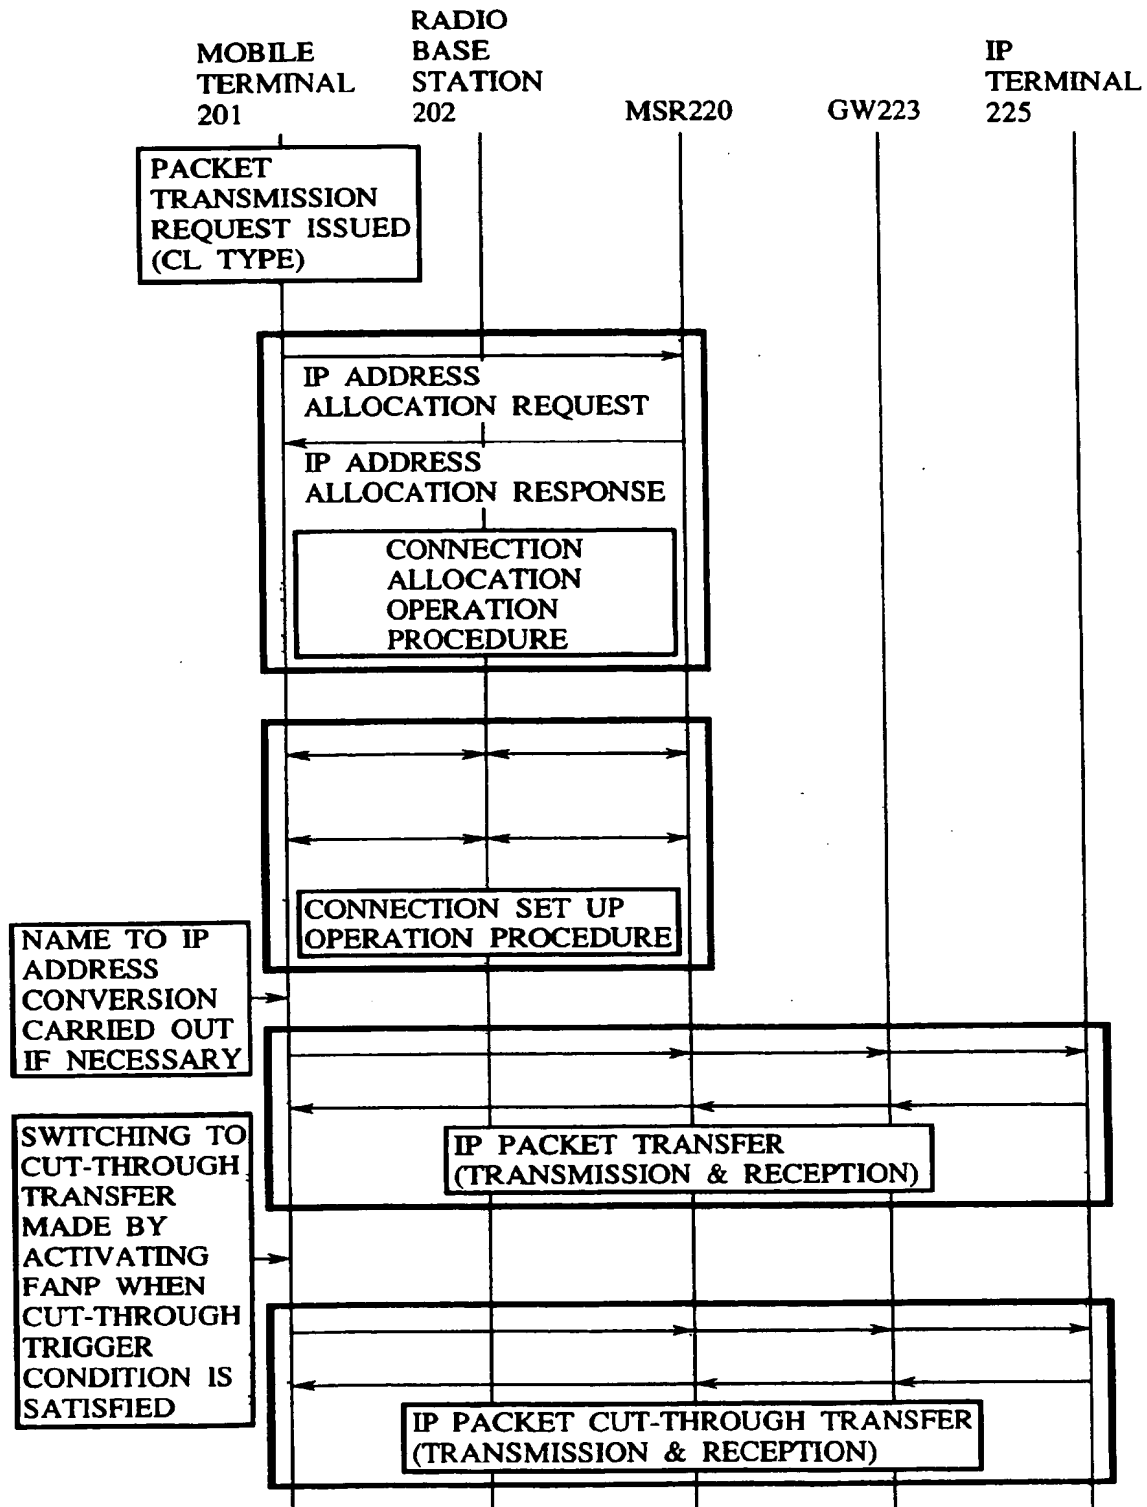 MOBILE
TERMINAL
201
RADIO
BASE
STATION
202
MSR220
GW223
IP
TERMINAL
225
PACKET
TRANSMISSION
REQUEST ISSUED
(CL TYPE)
IP ADDRESS
ALLOCATION REQUEST
IP ADDRESS
ALLOCATION RESPONSE
CONNECTION
ALLOCATION
OPERATION
PROCEDURE
CONNECTION SET UP
OPERATION PROCEDURE
NAME TO IP
ADDRESS
CONVERSION
CARRIED OUT
IF NECESSARY
IP PACKET TRANSFER
(TRANSMISSION & RECEPTION)
SWITCHING TO
CUT-THROUGH
TRANSFER
MADE BY
ACTIVATING
FANP WHEN
CUT-THROUGH
TRIGGER
CONDITION IS
SATISFIED
IP PACKET CUT-THROUGH TRANSFER
(TRANSMISSION & RECEPTION)